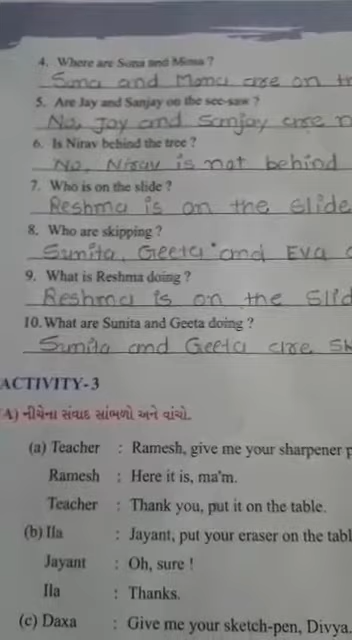 4. Where are Sona and Mona ?
Sona and Mona are on
5. Are Jay and Sanjay on the see-saw ?
No, Jay and Sanjay are
6. Is Nirav behind the tree ?
No, Nirav is not behind
7. Who is on the slide ?
Reshma is on the slide
8. Who are skipping ?
Sunita, Geeta and Eva
9. What is Reshma doing ?
Reshma is on the slid
10. What are Sunita and Geeta doing ?
Sunita and Geeta are sk
ACTIVITY-3
A) નીચેના સંવાદ સાંભળો અને વાંચો.
(a) Teacher : Ramesh, give me your sharpener p
Ramesh : Here it is, ma'm.
Teacher : Thank you, put it on the table.
(b) Ila : Jayant, put your eraser on the tabl
Jayant : Oh, sure !
Ila : Thanks.
(c) Daxa : Give me your sketch-pen, Divya